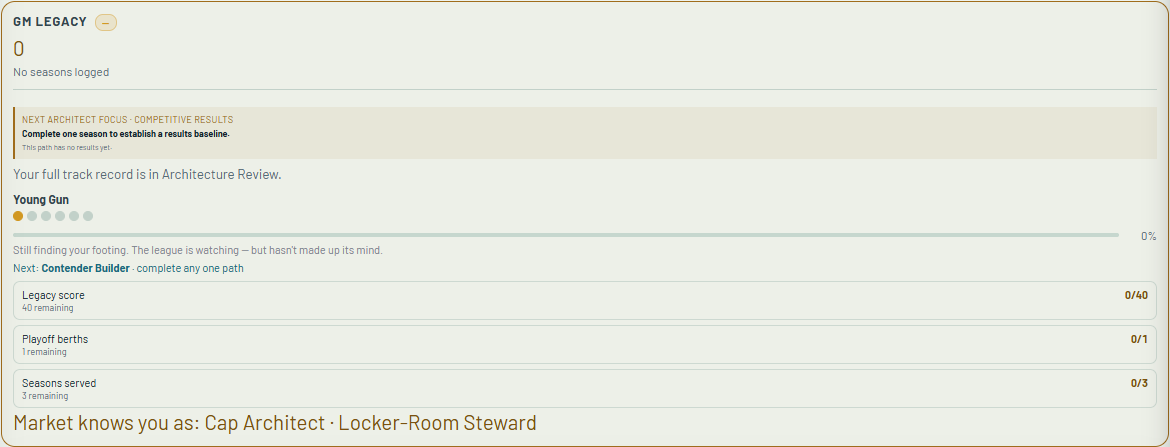 GM LEGACY —
0
No seasons logged
NEXT ARCHITECT FOCUS · COMPETITIVE RESULTS
Complete one season to establish a results baseline.
This path has no results yet.
Your full track record is in Architecture Review.
Young Gun
0%
Still finding your footing. The league is watching — but hasn't made up its mind.
Next: Contender Builder · complete any one path
Legacy score 0/40
40 remaining
Playoff berths 0/1
1 remaining
Seasons served 0/3
3 remaining
Market knows you as: Cap Architect · Locker-Room Steward